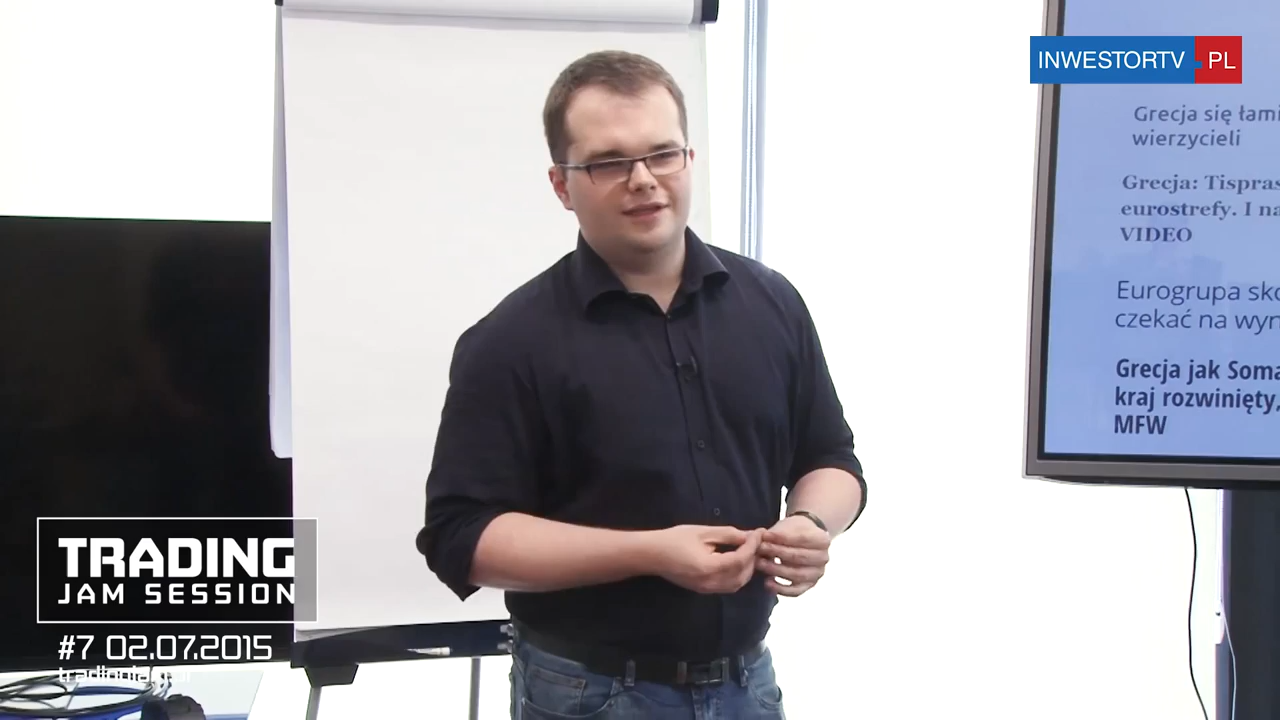 INWESTORTV.PL
Grecja się łami
wierzycieli
Grecja: Tispras
eurostrefy. I na
VIDEO
Eurogrupa sko
czekać na wyn
Grecja jak Soma
kraj rozwinięty,
MFW
TRADING
JAM SESSION
#7 02.07.2015